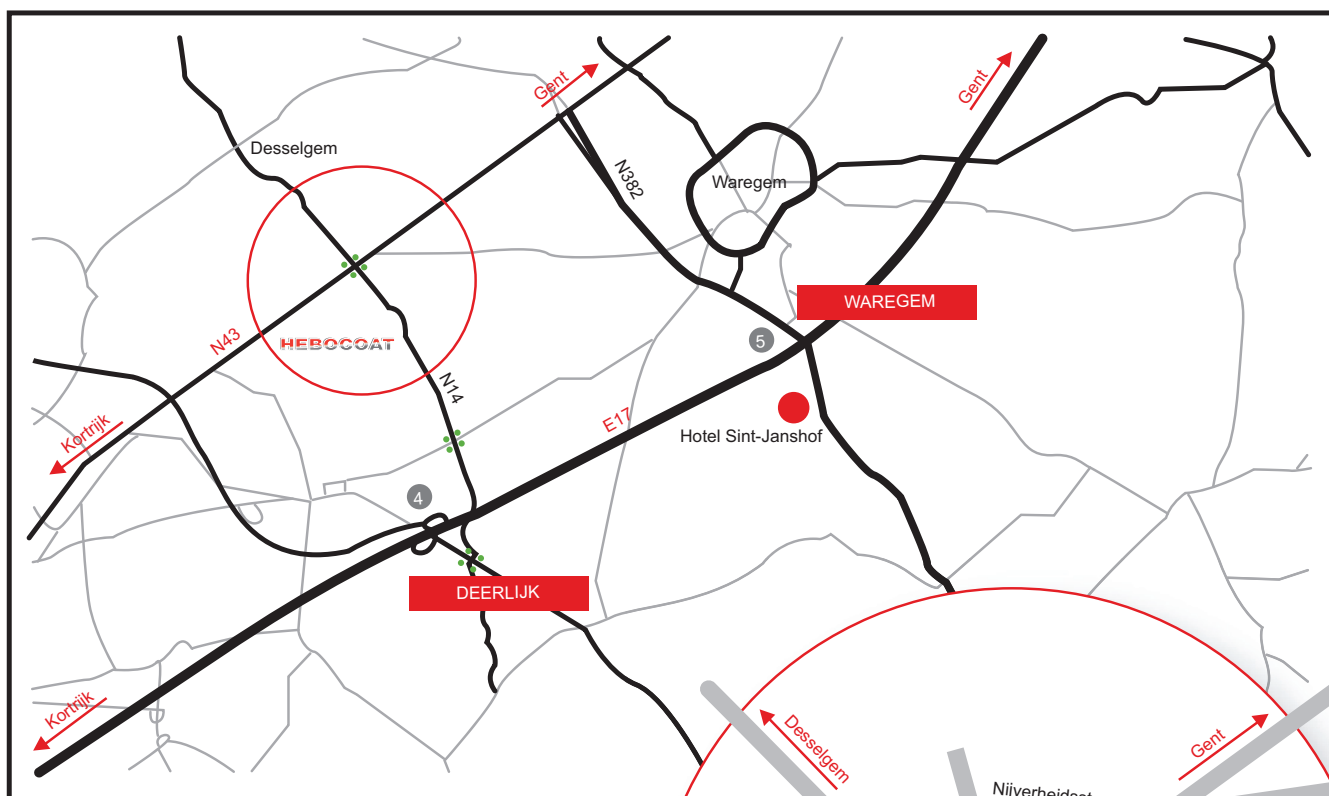 Gent
Gent
Desselgem
N382
Waregem
WAREGEM
N43
HEBOCOAT
5
N14
Kortrijk
E17
Hotel Sint-Janshof
4
DEERLIJK
Kortrijk
Desselgem
Gent